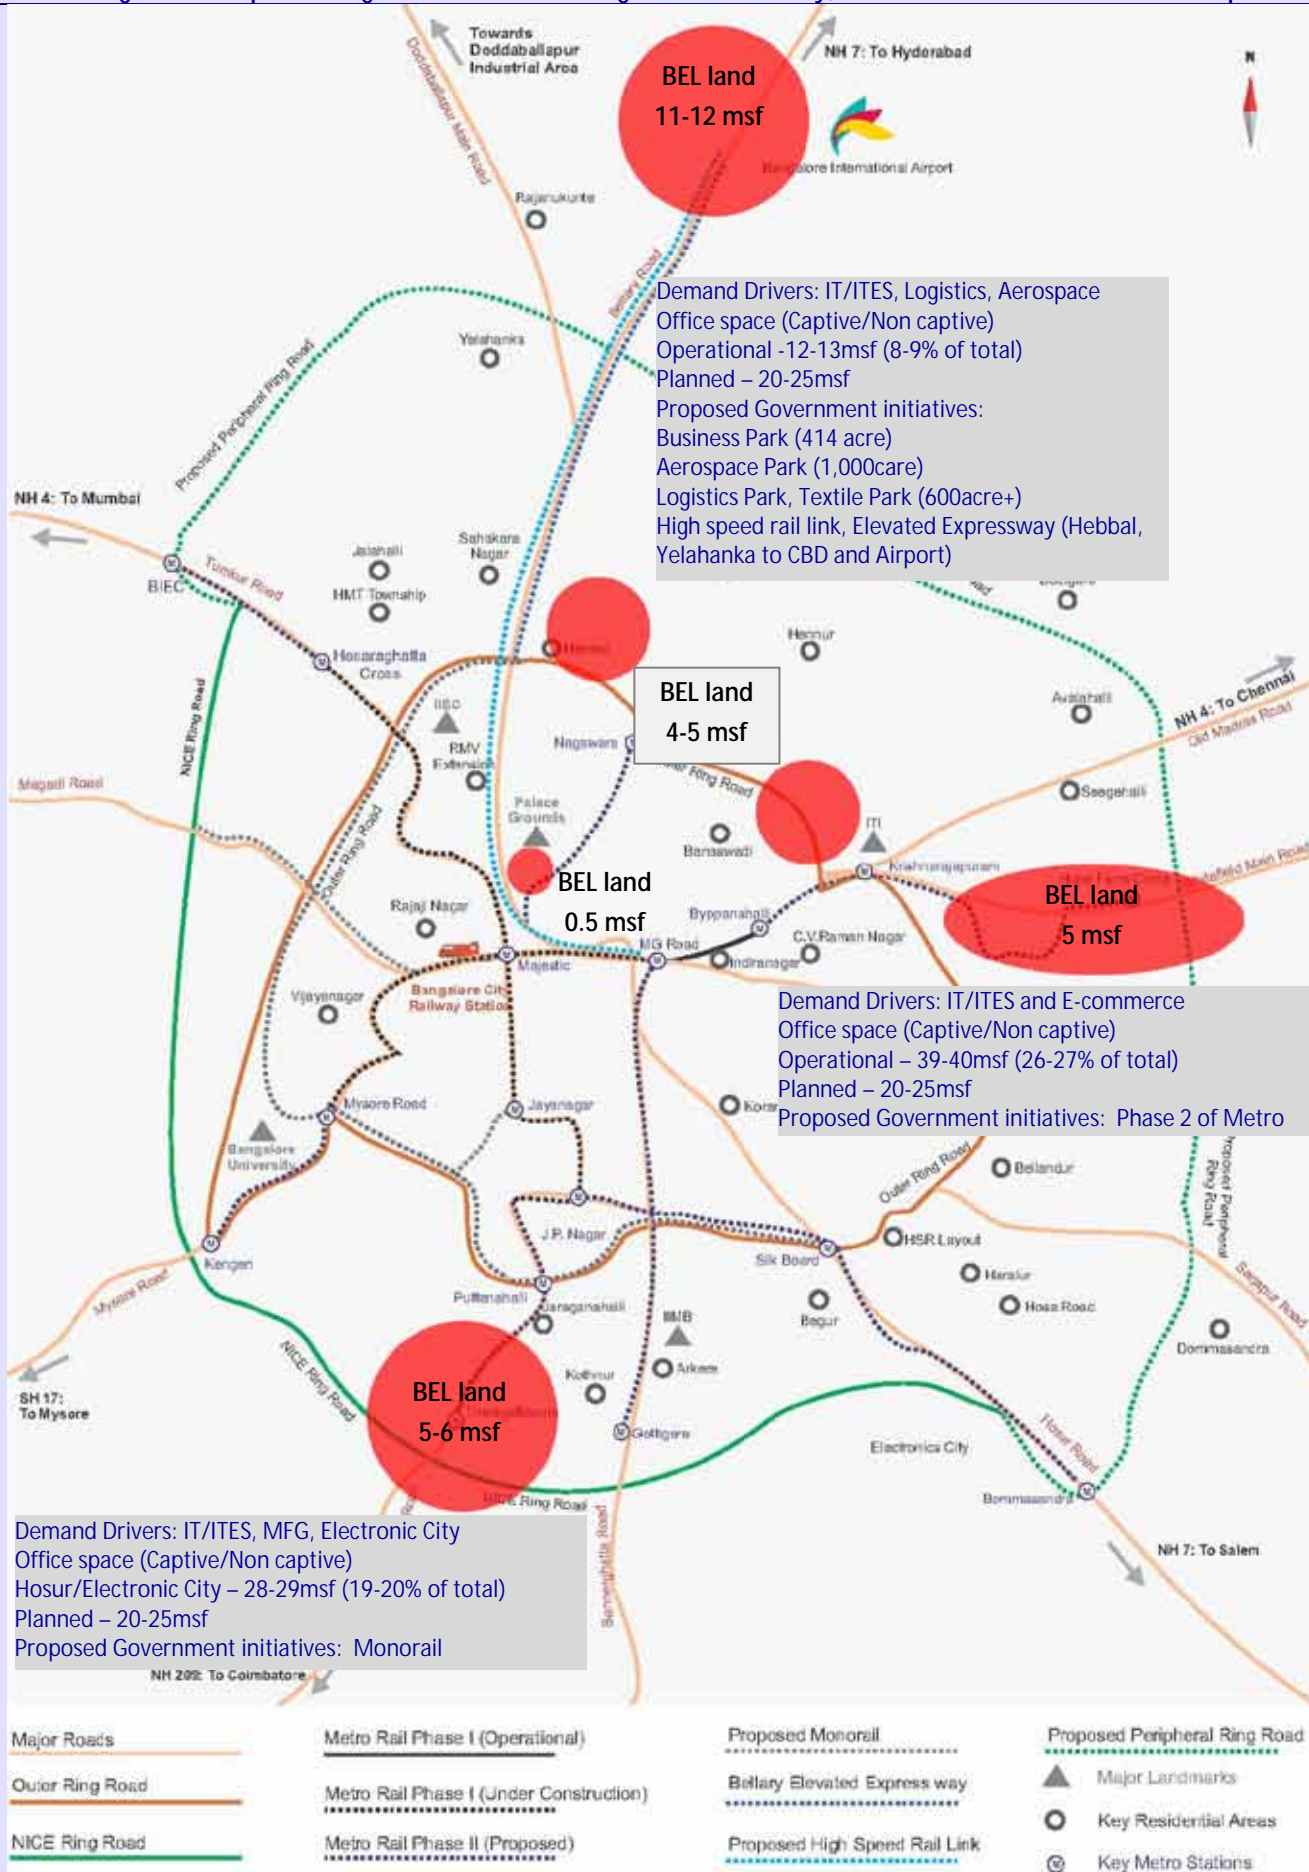 Towards
Doddaballapur
Industrial Area
NH 7: To Hyderabad
N
BEL land
11-12 msf
Doddaballapur Main Road
International Airport
Rajanukunte
Bellary Road
Demand Drivers: IT/ITES, Logistics, Aerospace
Office space (Captive/Non captive)
Operational -12-13msf (8-9% of total)
Planned – 20-25msf
Proposed Government initiatives:
Business Park (414 acre)
Aerospace Park (1,000care)
Logistics Park, Textile Park (600acre+)
High speed rail link, Elevated Expressway (Hebbal,
Yelahanka to CBD and Airport)
Yelahanka
Proposed Peripheral Ring Road
NH 4: To Mumbai
BIEC
Tumkur Road
Jalahalli
HMT Township
Sahakara
Nagar
Hesaraghatta
Cross
Hennur
BEL land
4-5 msf
Avalahalli
NH 4: To Chennai
Old Madras Road
NICE Ring Road
IISC
RMV
Extension
Nagawara
Ring Road
Magadi Road
Palace
Grounds
Seegehalli
Outer Ring Road
Banaswadi
ITI
Krishnarajapuram
Main Road
BEL land
0.5 msf
BEL land
5 msf
Rajaji Nagar
Byppanahalli
C.V.Raman Nagar
MG Road
Indiranagar
Majestic
Bangalore City
Railway Station
Vijayanagar
Demand Drivers: IT/ITES and E-commerce
Office space (Captive/Non captive)
Operational – 39-40msf (26-27% of total)
Planned – 20-25msf
Proposed Government initiatives: Phase 2 of Metro
Mysore Road
Jayanagar
Bangalore
University
Proposed Peripheral
Ring Road
Outer Ring Road
Bellandur
J.P. Nagar
HSR Layout
Silk Board
Kengeri
Haralur
Hosa Road
Sarjapur Road
Mysore Road
Puttenahalli
Begur
IIMB
Dommasandra
NICE Ring Road
Kothnur
Arkere
SH 17:
To Mysore
BEL land
5-6 msf
Gottigere
Electronics City
Hosur Road
Bommasandra
NICE Ring Road
Bannerghatta Road
NH 7: To Salem
Demand Drivers: IT/ITES, MFG, Electronic City
Office space (Captive/Non captive)
Hosur/Electronic City – 28-29msf (19-20% of total)
Planned – 20-25msf
Proposed Government initiatives: Monorail
NH 209: To Coimbatore
Major Roads
Metro Rail Phase I (Operational)
Proposed Monorail
Proposed Peripheral Ring Road
Outer Ring Road
Metro Rail Phase I (Under Construction)
Bellary Elevated Express way
Major Landmarks
Key Residential Areas
NICE Ring Road
Metro Rail Phase II (Proposed)
Proposed High Speed Rail Link
Key Metro Stations